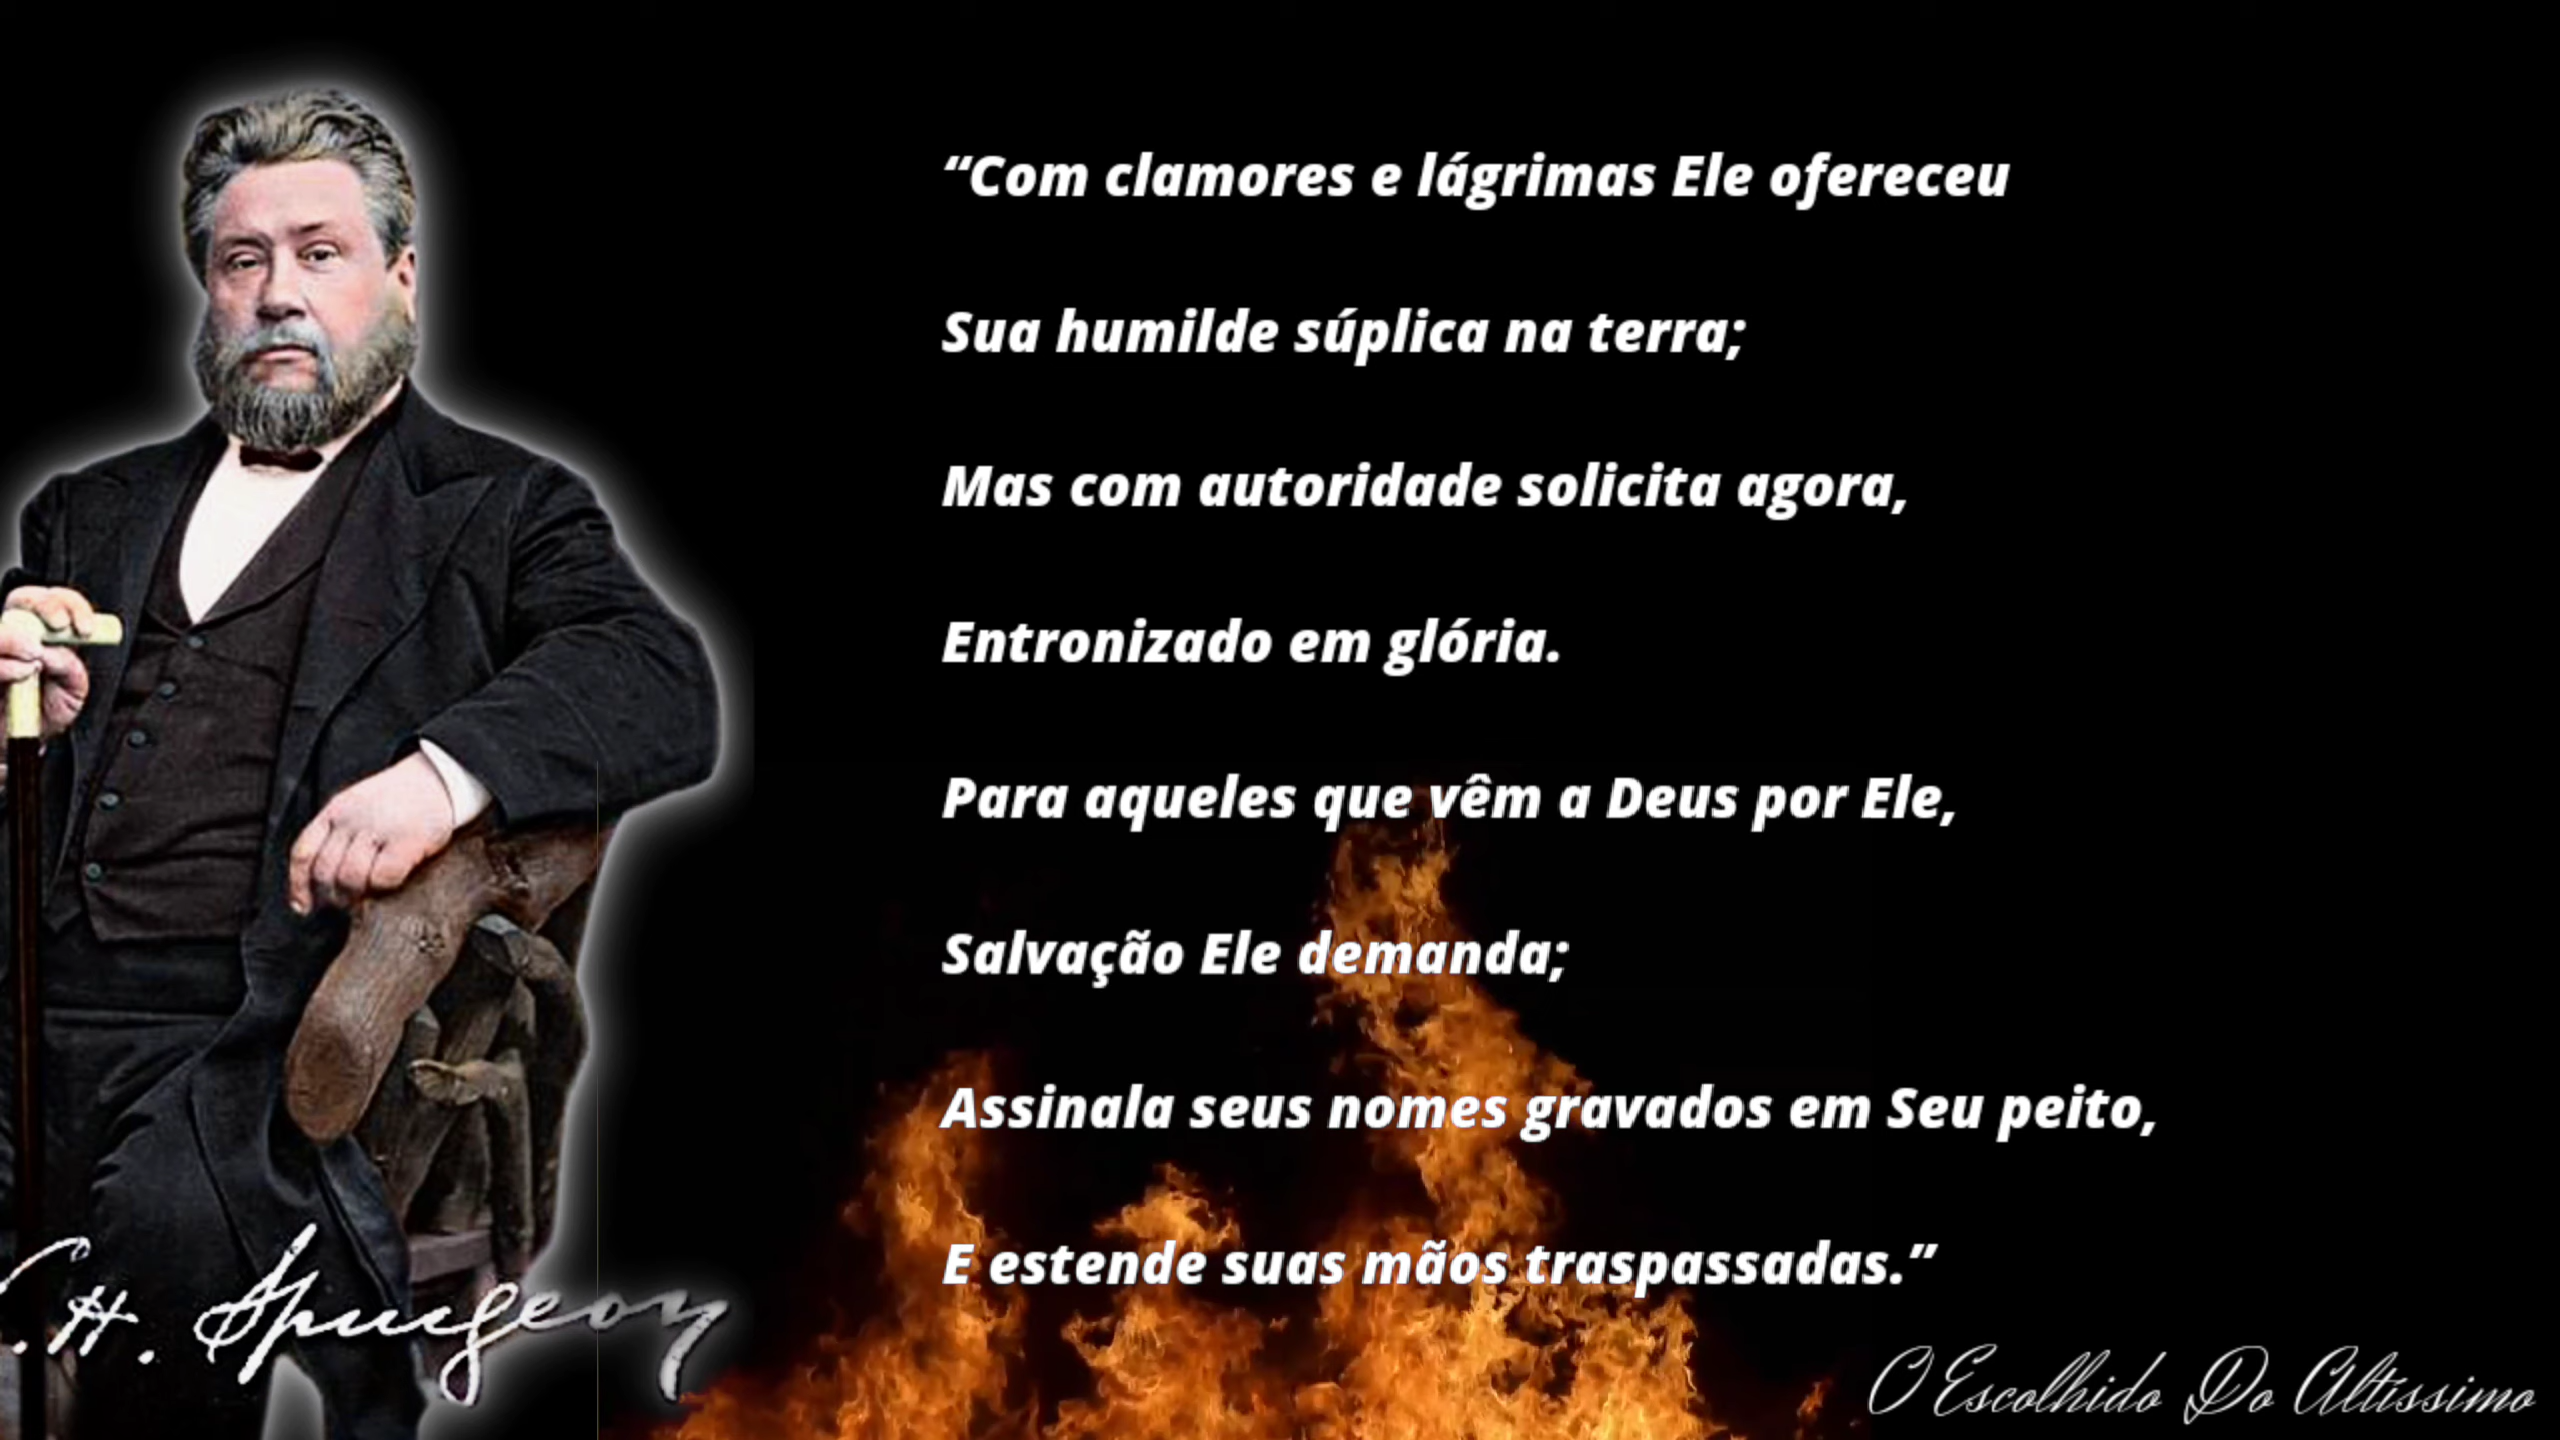 “Com clamores e lágrimas Ele ofereceu
Sua humilde súplica na terra;
Mas com autoridade solicita agora,
Entronizado em glória.
Para aqueles que vêm a Deus por Ele,
Salvação Ele demanda;
Assinala seus nomes gravados em Seu peito,
E estende suas mãos traspassadas.”
C. H. Spurgeon
O Escolhido Do Altíssimo